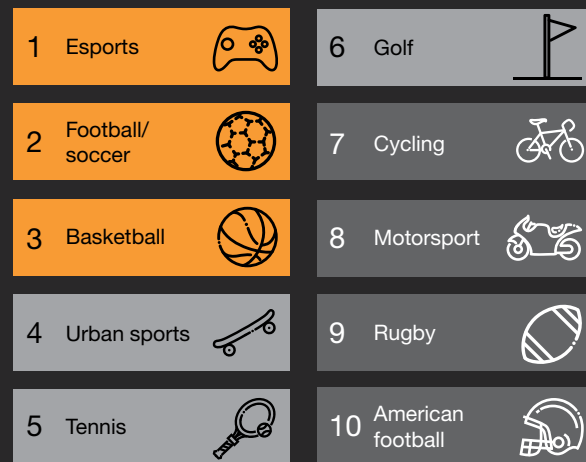 1 Esports
2 Football/
soccer
3 Basketball
4 Urban sports
5 Tennis
6 Golf
7 Cycling
8 Motorsport
9 Rugby
10 American
football